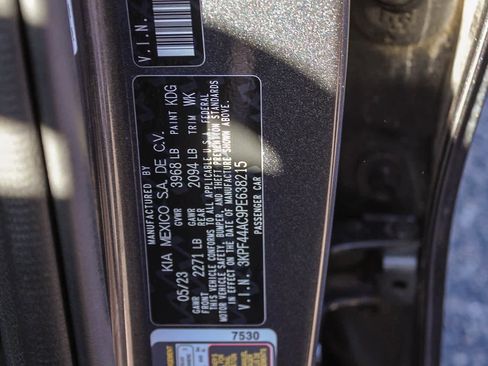 V.I.N.
MANUFACTURED BY
KIA MEXICO S.A. DE C.V.
05/23 GVWR 3968 LB PAINT KDG
GAWR FRONT 2271 LB GAWR REAR 2094 LB TRIM WK
THIS VEHICLE CONFORMS TO ALL APPLICABLE U.S.A. FEDERAL
MOTOR VEHICLE SAFETY, BUMPER, AND THEFT PREVENTION STANDARDS
IN EFFECT ON THE DATE OF MANUFACTURE SHOWN ABOVE.
V.I.N. 3KPF44AC9PE638215
PASSENGER CAR
7530